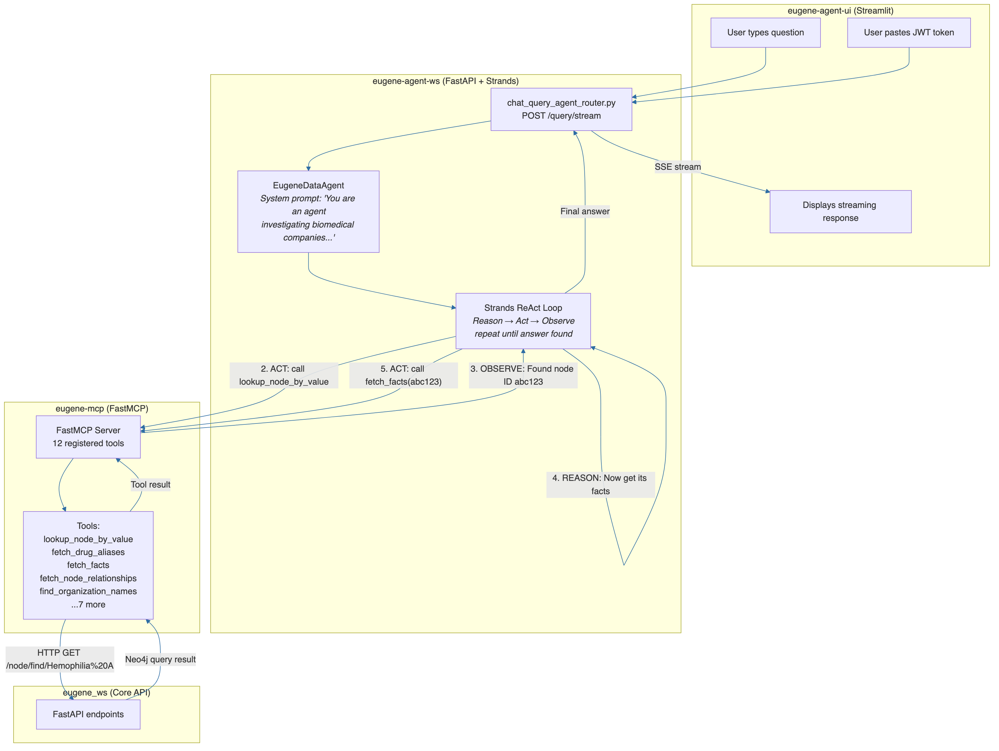 eugene-agent-ui (Streamlit)
User types question
User pastes JWT token
eugene-agent-ws (FastAPI + Strands)
chat_query_agent_router.py
POST /query/stream
SSE stream
EugeneDataAgent
System prompt: 'You are
an agent
investigating biomedical
companies...'
Final answer
Displays streaming
response
Strands ReAct Loop
Reason → Act → Observe
repeat until answer found
2. ACT: call
lookup_node_by_value
5. ACT: call
fetch_facts(abc123)
3. OBSERVE: Found node
ID abc123
eugene-mcp (FastMCP)
FastMCP Server
12 registered tools
4. REASON: Now get its
facts
Tool result
Tools:
lookup_node_by_value
fetch_drug_aliases
fetch_facts
fetch_node_relationships
find_organization_names
...7 more
HTTP GET
/node/find/Hemophilia%20A
Neo4j query result
eugene_ws (Core API)
FastAPI endpoints